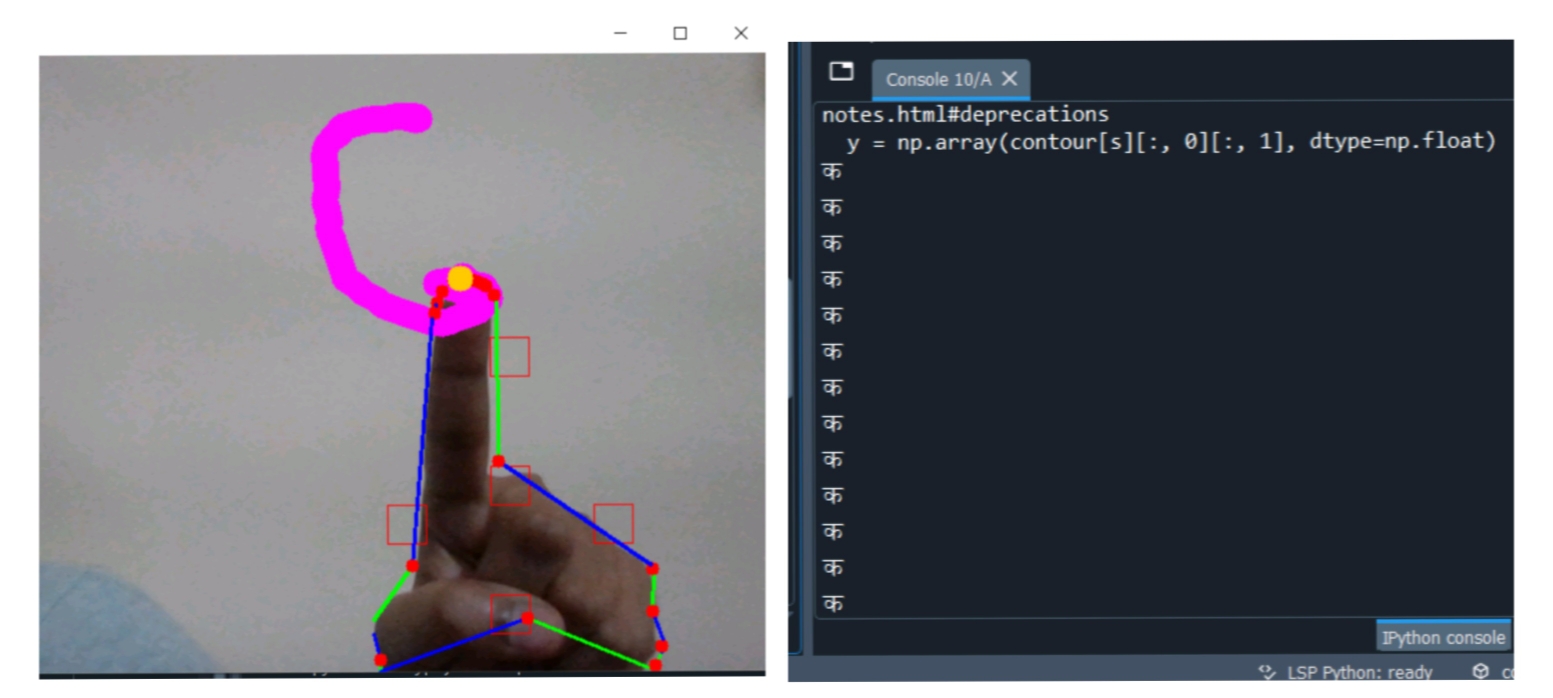 Console 10/A
notes.html#deprecations
y = np.array(contour[s][:, 0][:, 1], dtype=np.float)
क
क
क
क
क
क
क
क
क
क
क
क
क
IPython console
LSP Python: ready